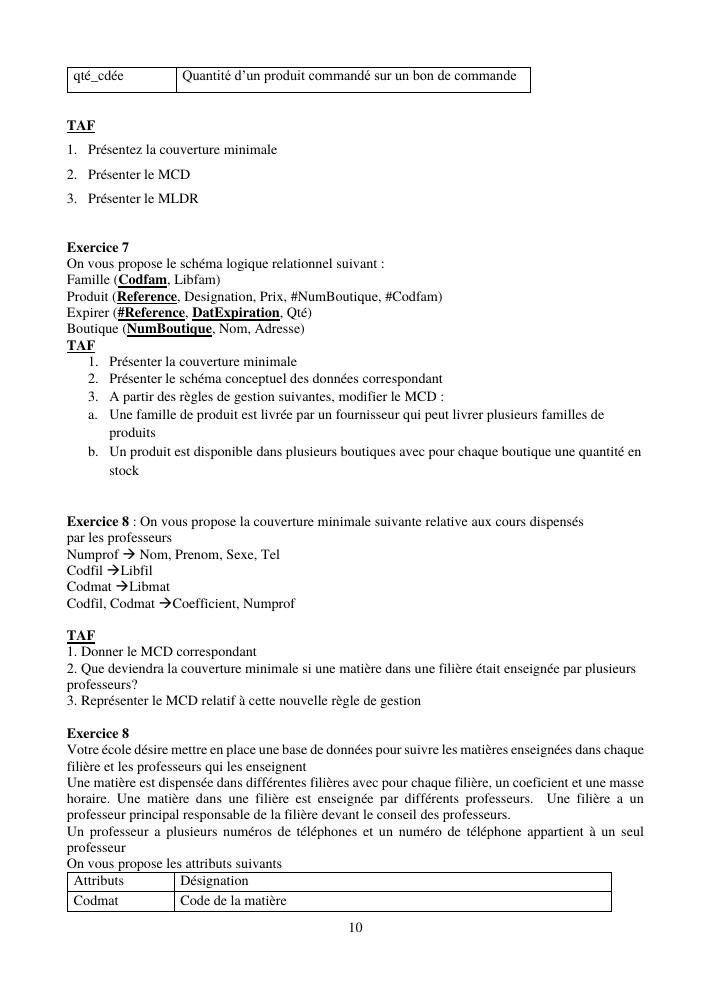 qté_cdée Quantité d’un produit commandé sur un bon de commande
TAF
1. Présentez la couverture minimale
2. Présenter le MCD
3. Présenter le MLDR
Exercice 7
On vous propose le schéma logique relationnel suivant :
Famille (Codfam, Libfam)
Produit (Reference, Designation, Prix, #NumBoutique, #Codfam)
Expirer (#Reference, DatExpiration, Qté)
Boutique (NumBoutique, Nom, Adresse)
TAF
1. Présenter la couverture minimale
2. Présenter le schéma conceptuel des données correspondant
3. A partir des règles de gestion suivantes, modifier le MCD :
a. Une famille de produit est livrée par un fournisseur qui peut livrer plusieurs familles de
produits
b. Un produit est disponible dans plusieurs boutiques avec pour chaque boutique une quantité en
stock
Exercice 8 : On vous propose la couverture minimale suivante relative aux cours dispensés
par les professeurs
Numprof → Nom, Prenom, Sexe, Tel
Codfil →Libfil
Codmat →Libmat
Codfil, Codmat →Coefficient, Numprof
TAF
1. Donner le MCD correspondant
2. Que deviendra la couverture minimale si une matière dans une filière était enseignée par plusieurs
professeurs?
3. Représenter le MCD relatif à cette nouvelle règle de gestion
Exercice 8
Votre école désire mettre en place une base de données pour suivre les matières enseignées dans chaque
filière et les professeurs qui les enseignent
Une matière est dispensée dans différentes filières avec pour chaque filière, un coeficient et une masse
horaire. Une matière dans une filière est enseignée par différents professeurs. Une filière a un
professeur principal responsable de la filière devant le conseil des professeurs.
Un professeur a plusieurs numéros de téléphones et un numéro de téléphone appartient à un seul
professeur
On vous propose les attributs suivants
Attributs Désignation
Codmat Code de la matière
10